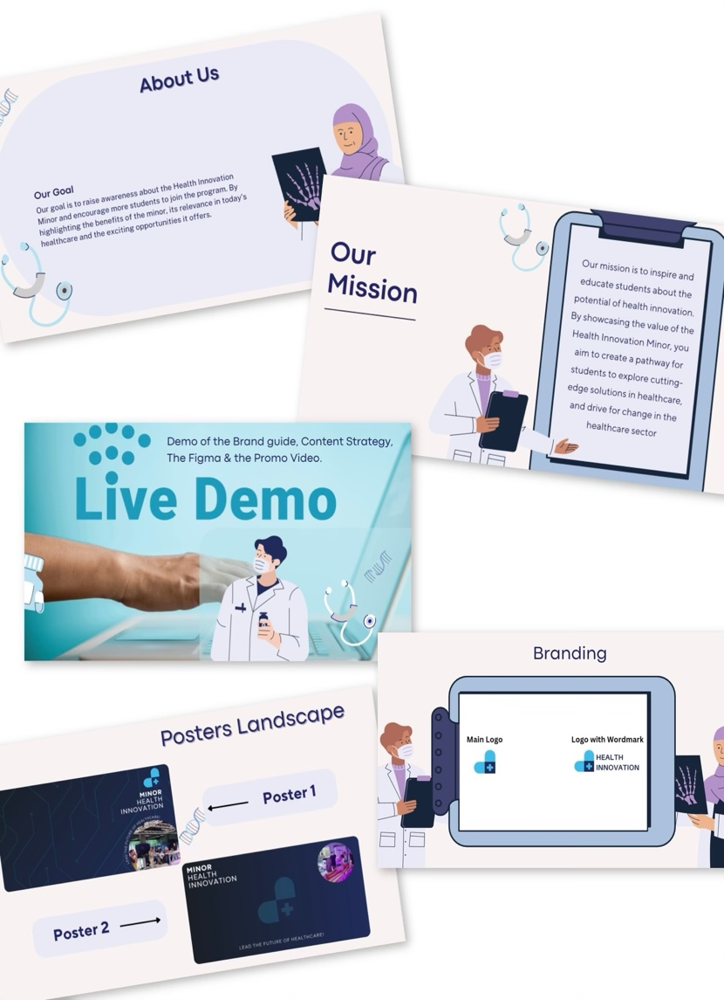 About Us
Our Goal
Our goal is to raise awareness about the Health Innovation
Minor and encourage more students to join the program. By
highlighting the benefits of the minor, its relevance in today's
healthcare and the exciting opportunities it offers.
Our
Mission
Our mission is to inspire and
educate students about the
potential of health innovation.
By showcasing the value of the
Health Innovation Minor, you
aim to create a pathway for
students to explore cutting-
edge solutions in healthcare,
and drive for change in the
healthcare sector
Demo of the Brand guide, Content Strategy,
The Figma & the Promo Video.
Live Demo
Branding
Main Logo
Logo with Wordmark
HEALTH
INNOVATION
Posters Landscape
MINOR
HEALTH
INNOVATION
FUTURE OF HEALTHCARE!
Poster 1
MINOR
HEALTH
INNOVATION
LEAD THE FUTURE OF HEALTHCARE!
Poster 2